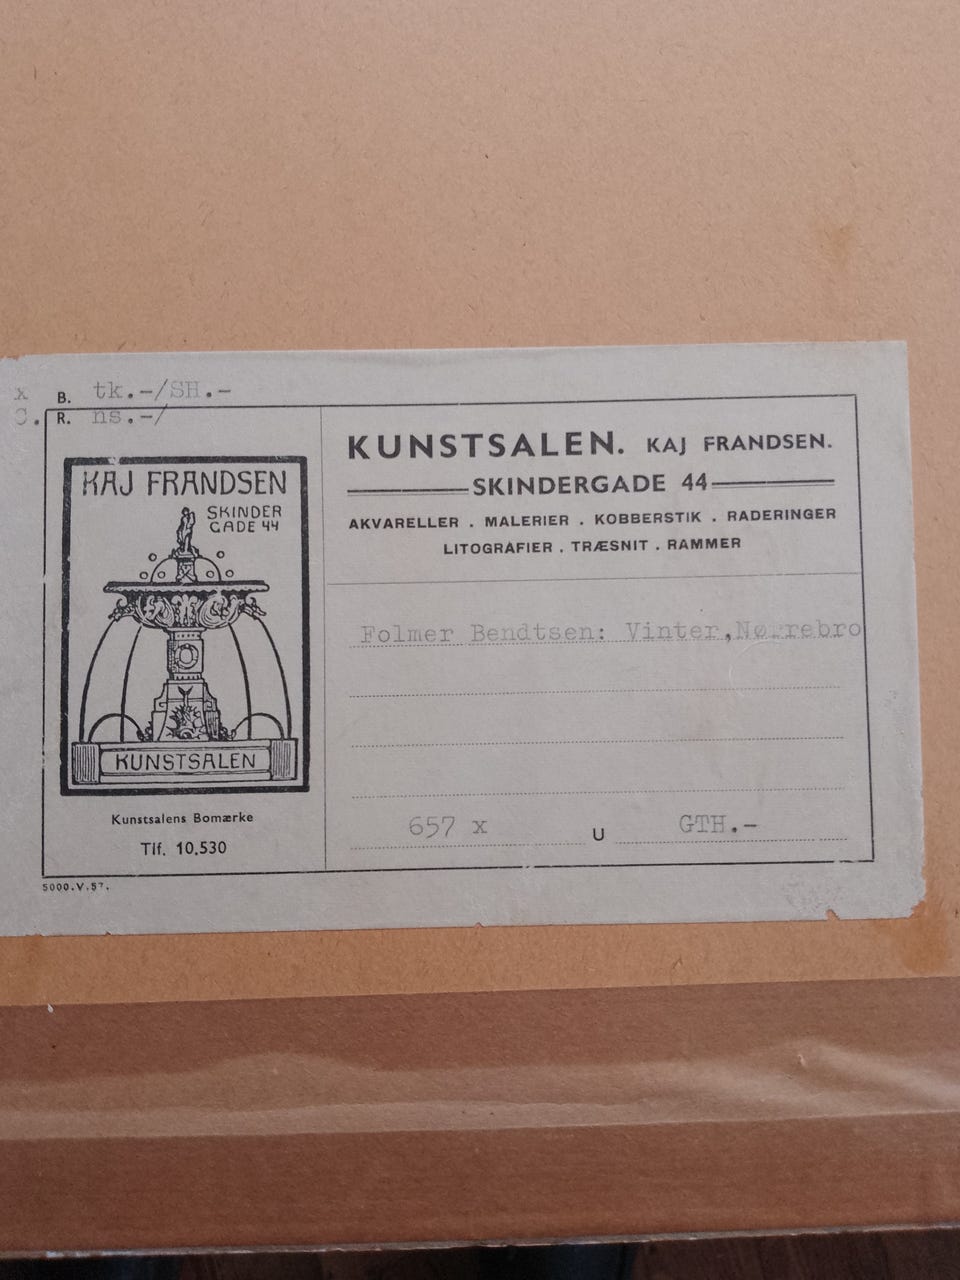 x B. tk.-/SH.-
R. ns.-/
KAJ FRANDSEN
SKINDER
GADE 44
KUNSTSALEN
Kunstsalens Bomærke
Tlf. 10.530
5000.V.57.
KUNSTSALEN. KAJ FRANDSEN.
SKINDERGADE 44
AKVARELLER . MALERIER . KOBBERSTIK . RADERINGER
LITOGRAFIER . TRÆSNIT . RAMMER
Folmer Bendtsen: Vinter,Nørrebro
657 x U GTH.-